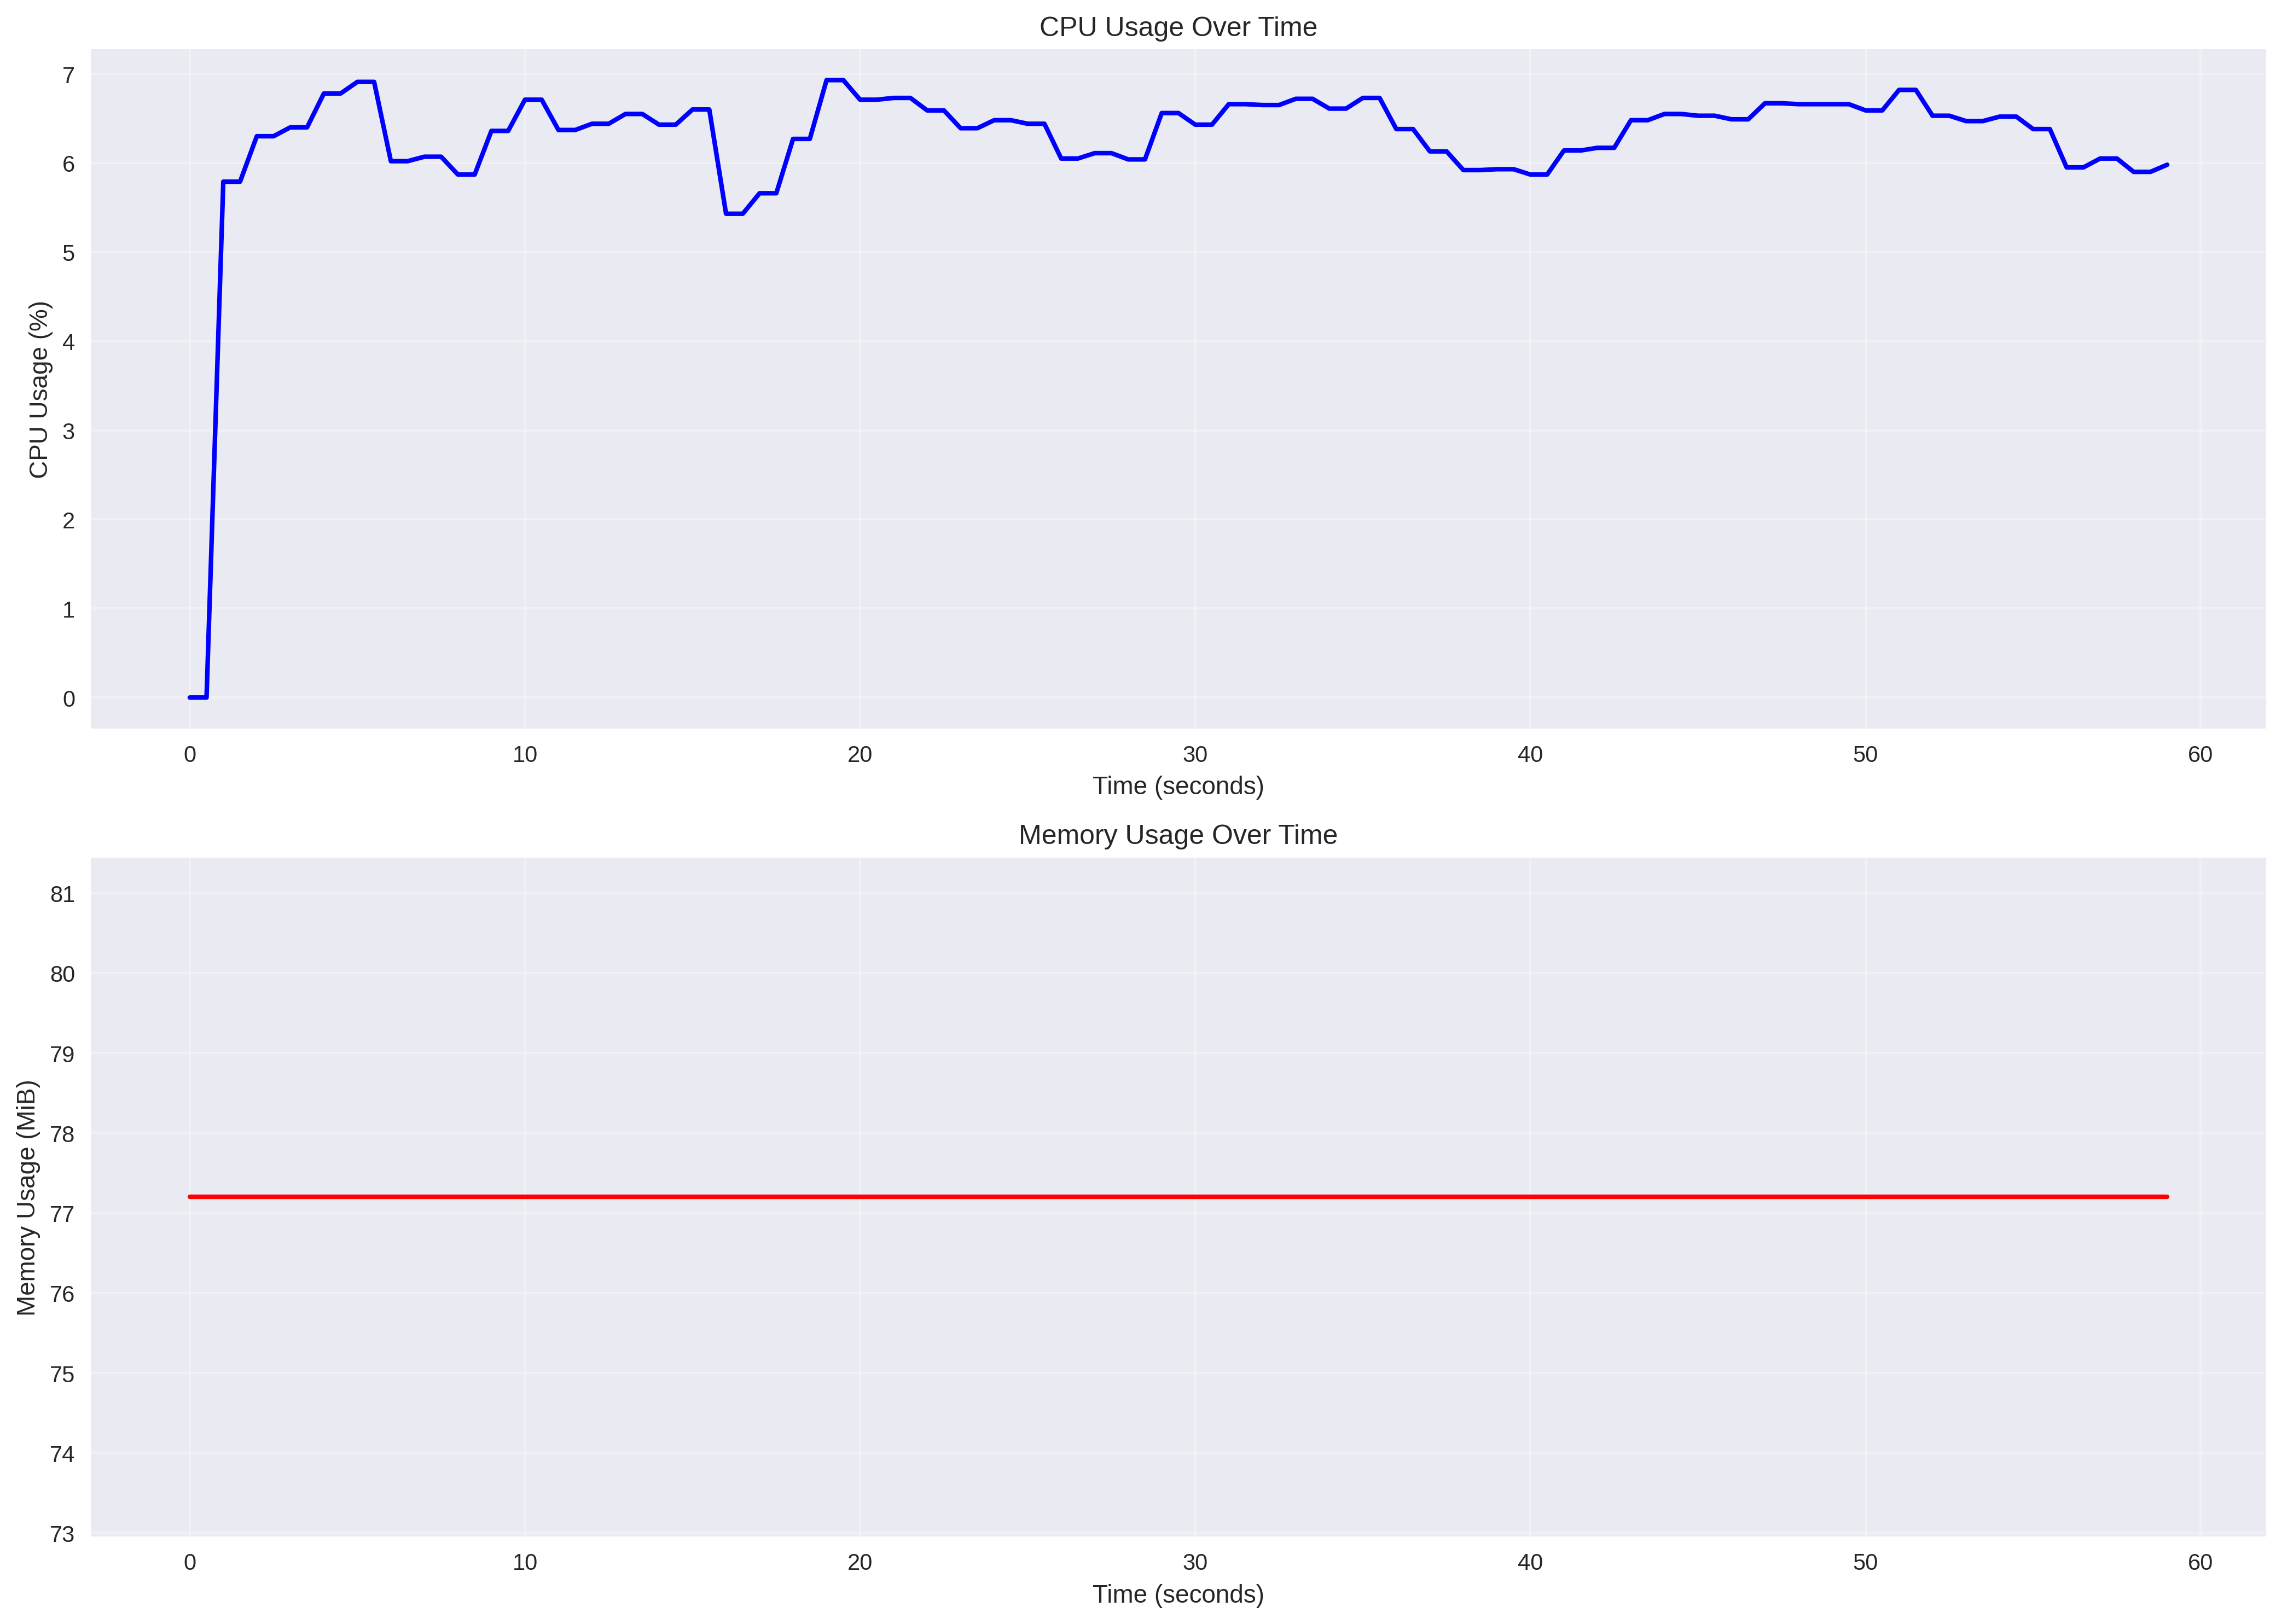 CPU Usage Over Time
CPU Usage (%)
7
6
5
4
3
2
1
0
0 10 20 30 40 50 60
Time (seconds)
Memory Usage Over Time
Memory Usage (MiB)
81
80
79
78
77
76
75
74
73
0 10 20 30 40 50 60
Time (seconds)